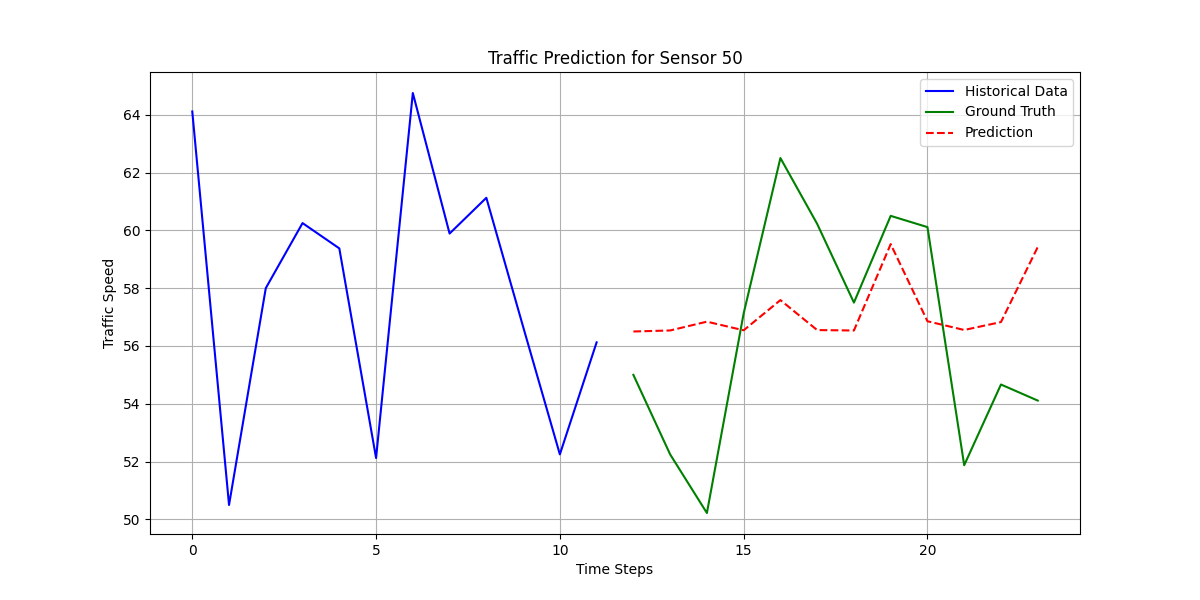 Traffic Prediction for Sensor 50
Historical Data
Ground Truth
Prediction
Traffic Speed
64
62
60
58
56
54
52
50
0 5 10 15 20
Time Steps